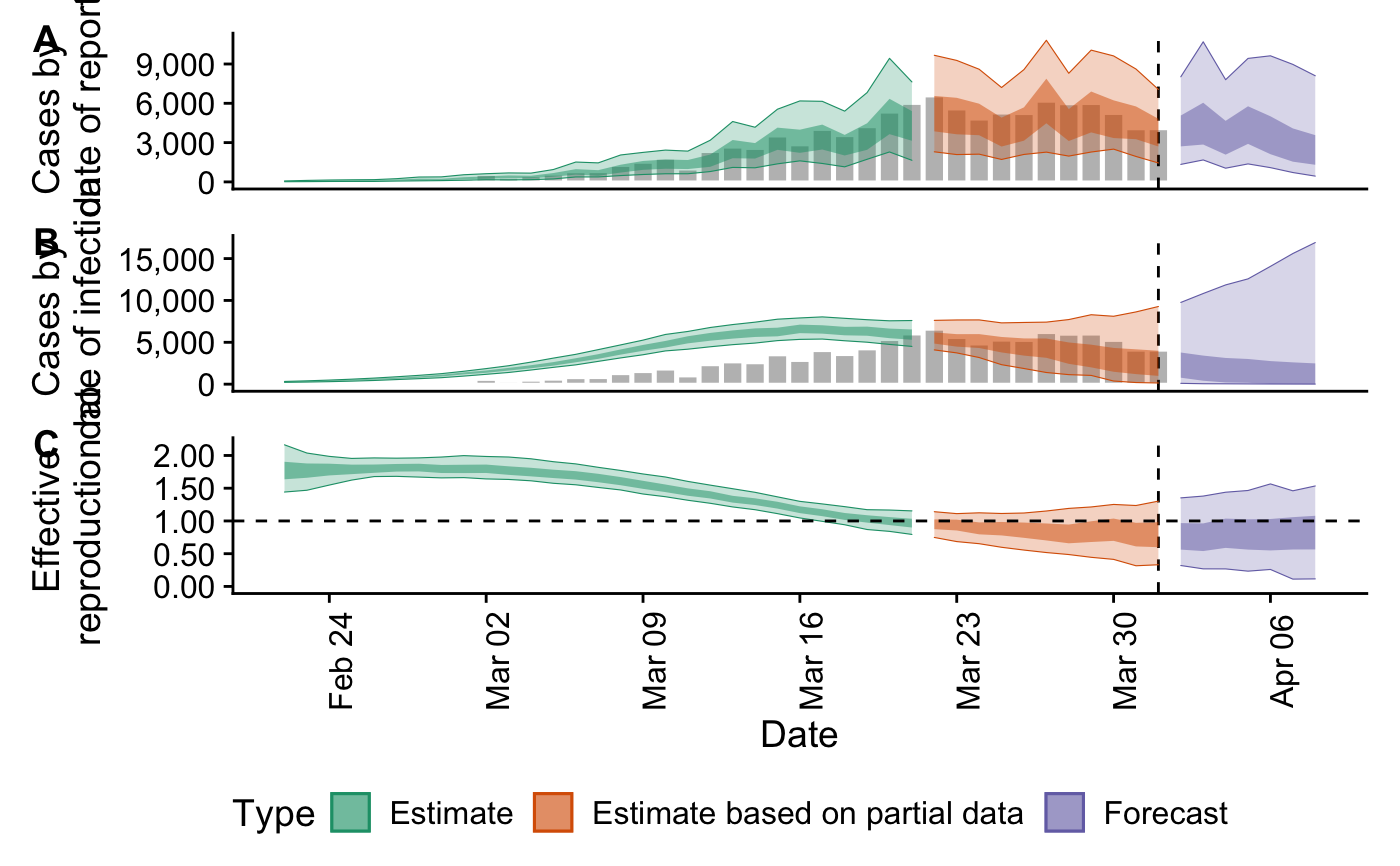 A
Cases by
date of report
9,000
6,000
3,000
0
B
Cases by
date of infection
15,000
10,000
5,000
0
C
Effective
reproduction
2.00
1.50
1.00
0.50
0.00
Feb 24
Mar 02
Mar 09
Mar 16
Mar 23
Mar 30
Apr 06
Date
Type
Estimate
Estimate based on partial data
Forecast